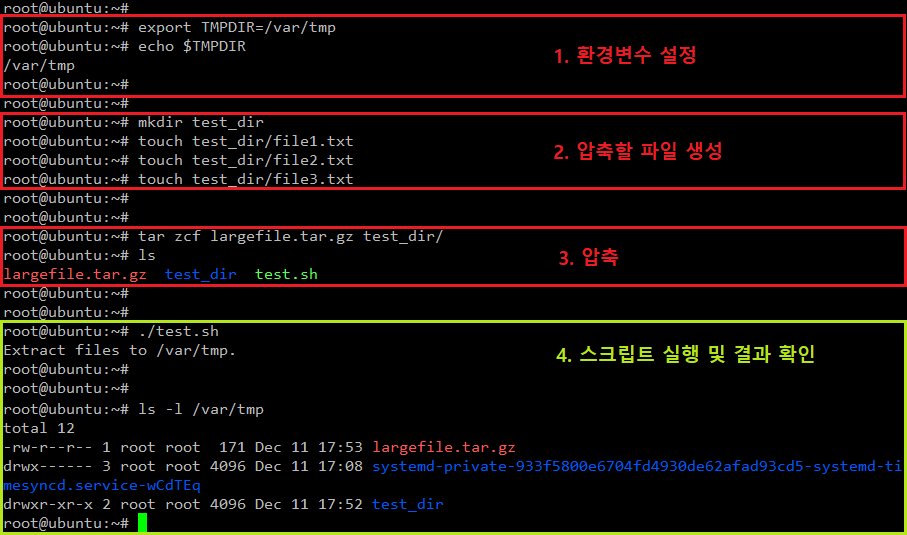 root@ubuntu:~#
root@ubuntu:~# export TMPDIR=/var/tmp
root@ubuntu:~# echo $TMPDIR
1. 환경변수 설정
/var/tmp
root@ubuntu:~#
root@ubuntu:~#
root@ubuntu:~# mkdir test_dir
root@ubuntu:~# touch test_dir/file1.txt
root@ubuntu:~# touch test_dir/file2.txt
2. 압축할 파일 생성
root@ubuntu:~# touch test_dir/file3.txt
root@ubuntu:~#
root@ubuntu:~#
root@ubuntu:~# tar zcf largefile.tar.gz test_dir/
root@ubuntu:~# ls
3. 압축
largefile.tar.gz  test_dir  test.sh
root@ubuntu:~#
root@ubuntu:~#
root@ubuntu:~# ./test.sh
Extract files to /var/tmp.
4. 스크립트 실행 및 결과 확인
root@ubuntu:~#
root@ubuntu:~#
root@ubuntu:~# ls -l /var/tmp
total 12
-rw-r--r-- 1 root root  171 Dec 11 17:53 largefile.tar.gz
drwx------ 3 root root 4096 Dec 11 17:08 systemd-private-933f5800e6704fd4930de62afad93cd5-systemd-ti
mesyncd.service-wCdTEq
drwxr-xr-x 2 root root 4096 Dec 11 17:52 test_dir
root@ubuntu:~#